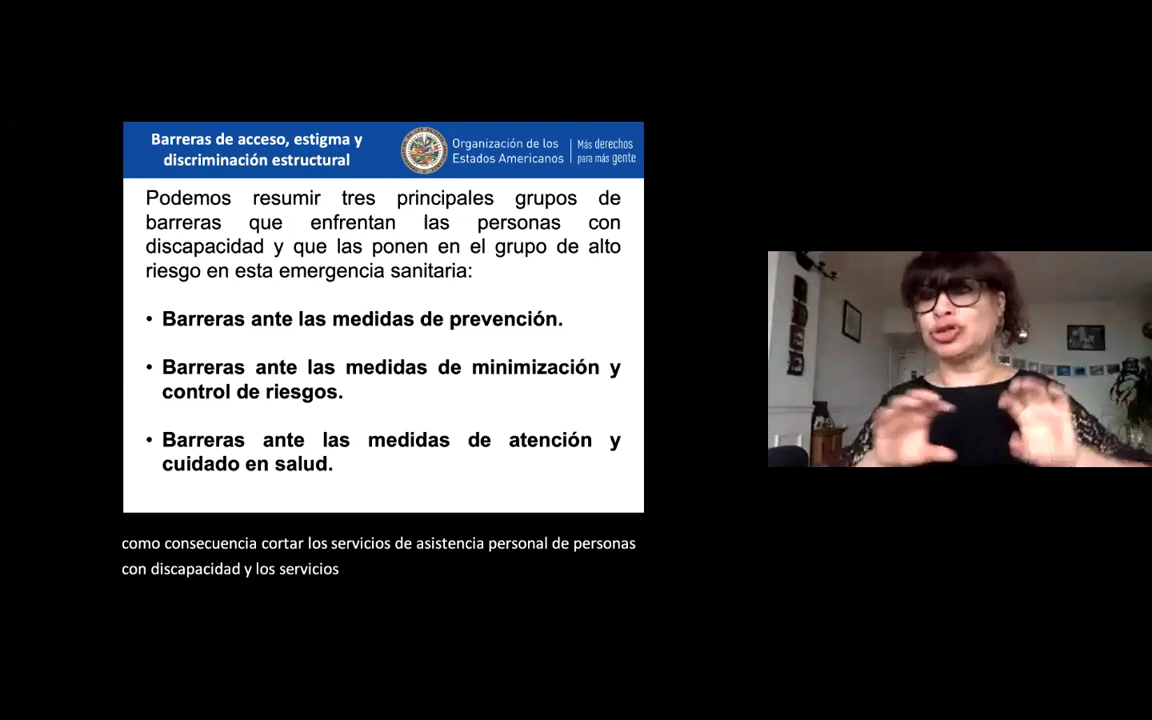 Barreras de acceso, estigma y
discriminación estructural
Organización de los
Estados Americanos
Más derechos
para más gente
Podemos resumir tres principales grupos de
barreras que enfrentan las personas con
discapacidad y que las ponen en el grupo de alto
riesgo en esta emergencia sanitaria:
• Barreras ante las medidas de prevención.
• Barreras ante las medidas de minimización y
control de riesgos.
• Barreras ante las medidas de atención y
cuidado en salud.
como consecuencia cortar los servicios de asistencia personal de personas
con discapacidad y los servicios